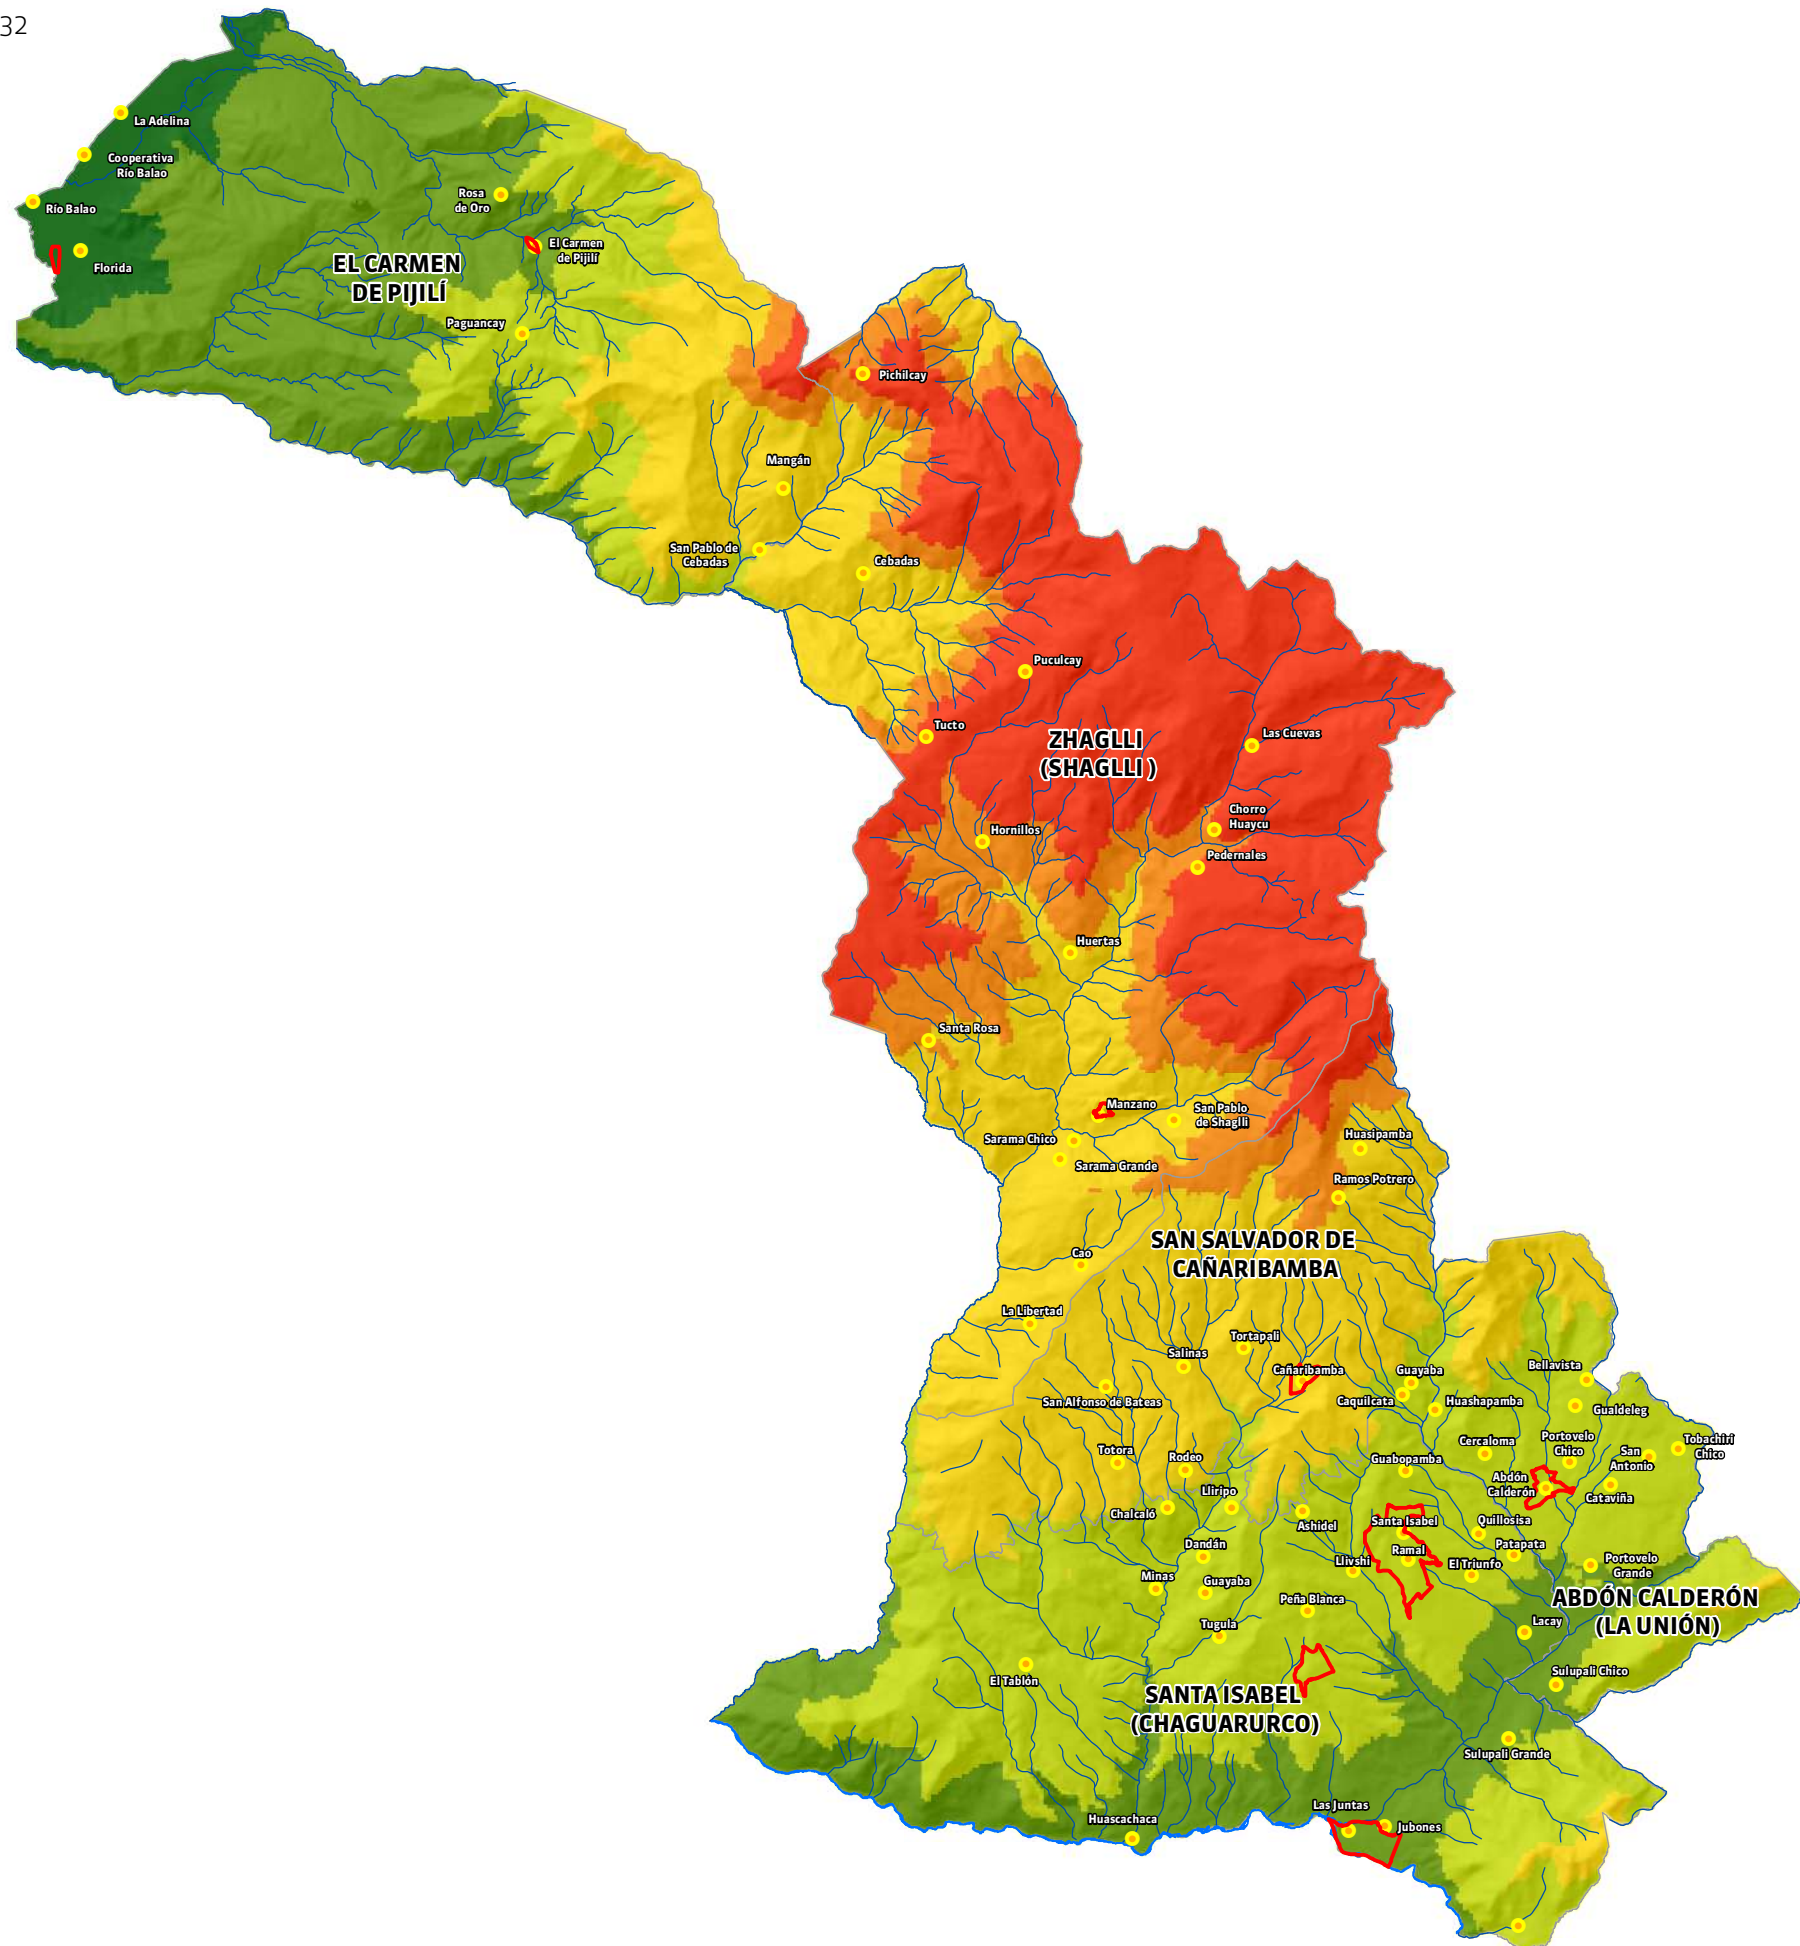 32
La Adelina
Cooperativa
Río Balao
Río Balao
Florida
Rosa
de Oro
El Carmen
de Pijilí
EL CARMEN
DE PIJILÍ
Paguancay
Pichilcay
Mangán
San Pablo de
Cebadas
Cebadas
Puculcay
Tucto
ZHAGLLI
(SHAGLLI )
Las Cuevas
Chorro
Huaycu
Hornillos
Pedernales
Huertas
Santa Rosa
Manzano
San Pablo
de Shaglli
Sarama Chico
Sarama Grande
Huasipamba
Ramos Potrero
SAN SALVADOR DE
CAÑARIBAMBA
Cao
La Libertad
Tortapali
Salinas
Cañaribamba
Guayaba
Bellavista
San Alfonso de Bateas
Caquilcata
Huashapamba
Gualdeleg
Totora
Rodeo
Guabopamba
Cercaloma
Portovelo
Chico
San
Antonio
Tobachirí
Chico
Abdón
Calderón
Cataviña
Lliripo
Chalcaló
Ashidel
Santa Isabel
Quillosisa
Dandán
Ramal
Patapata
Llivshi
El Triunfo
Portovelo
Grande
Minas
Guayaba
Peña Blanca
ABDÓN CALDERÓN
(LA UNIÓN)
Tugula
Lacay
El Tablón
Sulupali Chico
SANTA ISABEL
(CHAGUARURCO)
Sulupali Grande
Las Juntas
Huascachaca
Jubones